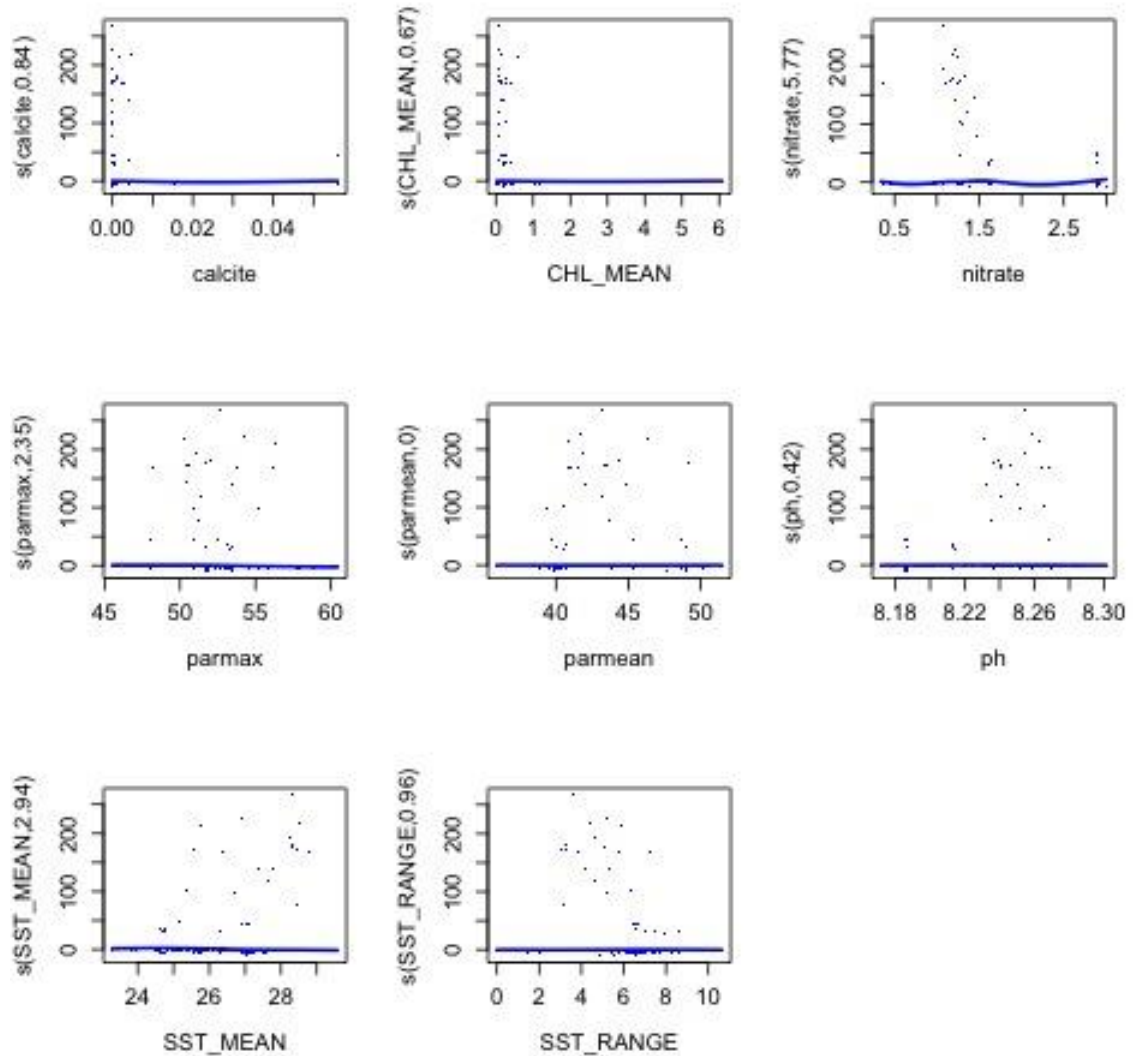 s(calcite,0.84)
0 100 200
0.00 0.02 0.04
calcite
s(CHL_MEAN,0.67)
0 100 200
0 1 2 3 4 5 6
CHL_MEAN
s(nitrate,5.77)
0 100 200
0.5 1.5 2.5
nitrate
s(parmax,2.35)
0 100 200
45 50 55 60
parmax
s(parmean,0)
0 100 200
40 45 50
parmean
s(ph,0.42)
0 100 200
8.18 8.22 8.26 8.30
ph
s(SST_MEAN,2.94)
0 100 200
24 26 28
SST_MEAN
s(SST_RANGE,0.96)
0 100 200
0 2 4 6 8 10
SST_RANGE